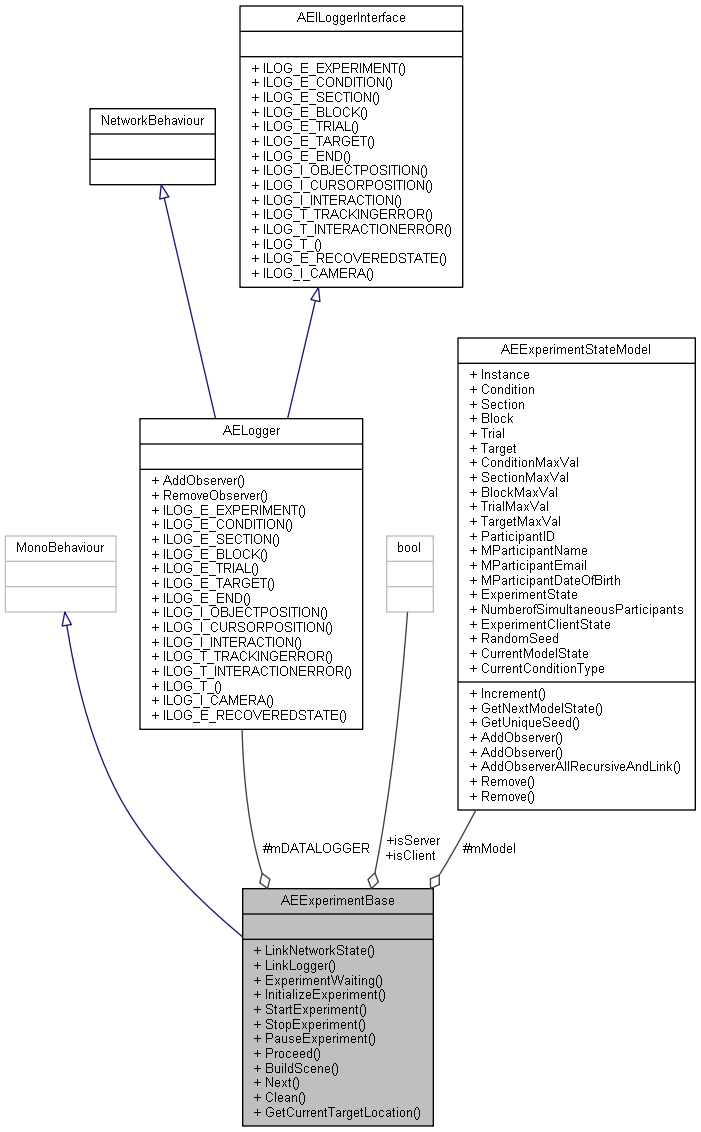 AEILoggerInterface
+ ILOG_E_EXPERIMENT()
+ ILOG_E_CONDITION()
+ ILOG_E_SECTION()
+ ILOG_E_BLOCK()
+ ILOG_E_TRIAL()
+ ILOG_E_TARGET()
+ ILOG_E_END()
+ ILOG_I_OBJECTPOSITION()
+ ILOG_I_CURSORPOSITION()
+ ILOG_I_INTERACTION()
+ ILOG_T_TRACKINGERROR()
+ ILOG_T_INTERACTIONERROR()
+ ILOG_T_()
+ ILOG_E_RECOVEREDSTATE()
+ ILOG_I_CAMERA()
NetworkBehaviour
AEExperimentStateModel
+ Instance
+ Condition
+ Section
+ Block
+ Trial
+ Target
+ ConditionMaxVal
+ SectionMaxVal
+ BlockMaxVal
+ TrialMaxVal
+ TargetMaxVal
+ ParticipantID
+ MParticipantName
+ MParticipantEmail
+ MParticipantDateOfBirth
+ ExperimentState
+ NumberofSimultaneousParticipants
+ ExperimentClientState
+ RandomSeed
+ CurrentModelState
+ CurrentConditionType
+ Increment()
+ GetNextModelState()
+ GetUniqueSeed()
+ AddObserver()
+ AddObserver()
+ AddObserverAllRecursiveAndLink()
+ Remove()
+ Remove()
AELogger
+ AddObserver()
+ RemoveObserver()
+ ILOG_E_EXPERIMENT()
+ ILOG_E_CONDITION()
+ ILOG_E_SECTION()
+ ILOG_E_BLOCK()
+ ILOG_E_TRIAL()
+ ILOG_E_TARGET()
+ ILOG_E_END()
+ ILOG_I_OBJECTPOSITION()
+ ILOG_I_CURSORPOSITION()
+ ILOG_I_INTERACTION()
+ ILOG_T_TRACKINGERROR()
+ ILOG_T_INTERACTIONERROR()
+ ILOG_T_()
+ ILOG_I_CAMERA()
+ ILOG_E_RECOVEREDSTATE()
MonoBehaviour
bool
#mDATALOGGER
+isServer
+isClient
#mModel
AEExperimentBase
+ LinkNetworkState()
+ LinkLogger()
+ ExperimentWaiting()
+ InitializeExperiment()
+ StartExperiment()
+ StopExperiment()
+ PauseExperiment()
+ Proceed()
+ BuildScene()
+ Next()
+ Clean()
+ GetCurrentTargetLocation()